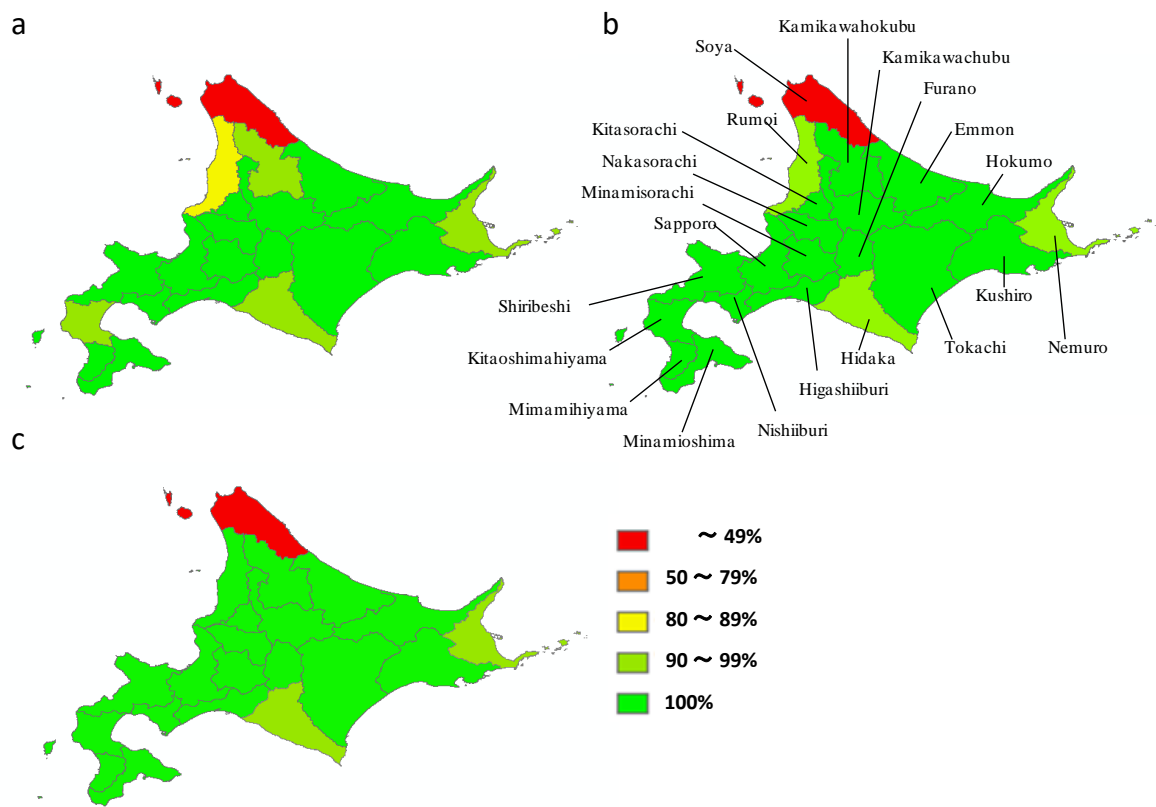 a
b
Kamikawahokubu
Soya
Kamikawachubu
Furano
Rumoi
Kitasorachi
Emmon
Nakasorachi
Hokumo
Minamisorachi
Sapporo
Shiribeshi
Kushiro
Kitaoshimahiyama
Hidaka
Tokachi
Nemuro
Higashiiburi
Mimamihiyama
Nishiiburi
Minamioshima
c
～ 49%
50 ～ 79%
80 ～ 89%
90 ～ 99%
100%